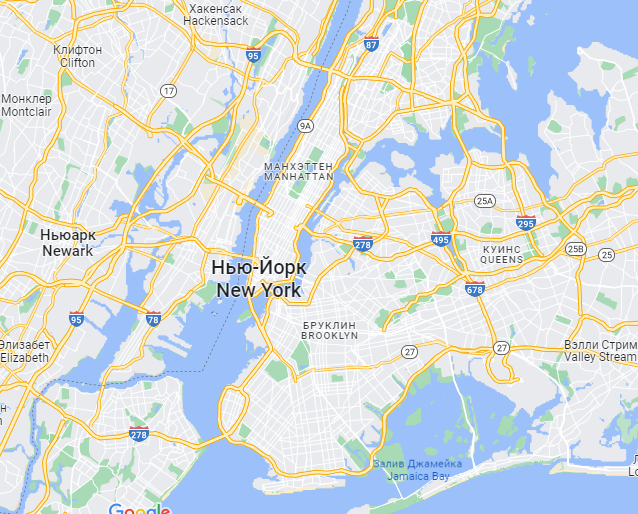 Хакенсак
Hackensack
87
95
Клифтон
Clifton
17
Монклер
Montclair
9A
МАНХЭТТЕН
MANHATTAN
25A
295
Ньюарк
Newark
278
495
КУИНС
QUEENS
25B
25
Нью-Йорк
New York
678
95
78
БРУКЛИН
BROOKLYN
27
27
Элизабет
Elizabeth
Вэлли Стрим
Valley Stream
278
Залив Джамейка
Jamaica Bay
Google